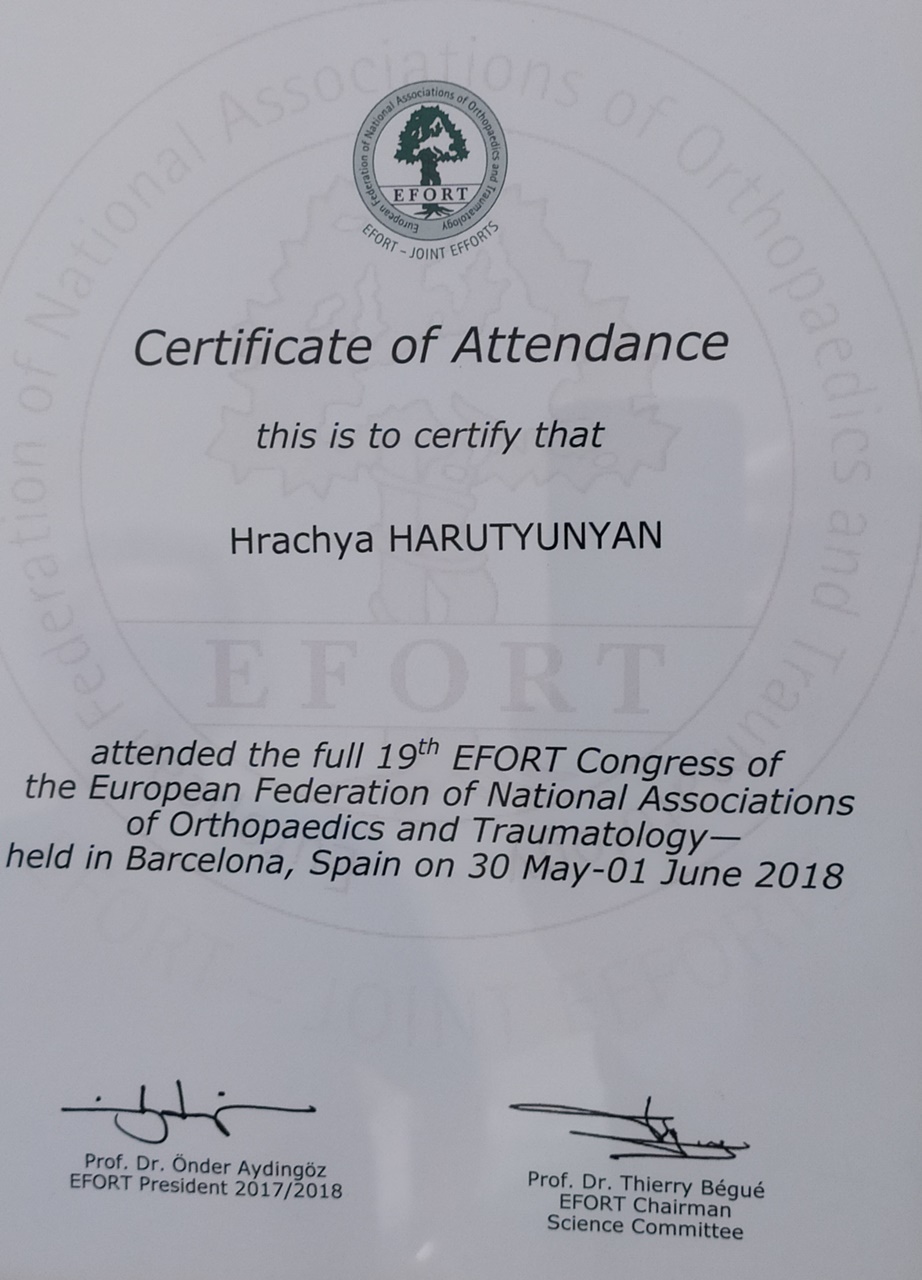 European Federation of National Associations of Orthopaedics and Traumatology
EFORT
EFORT – JOINT EFFORTS
Certificate of Attendance
this is to certify that
Hrachya HARUTYUNYAN
EFORT
attended the full 19th EFORT Congress of
the European Federation of National Associations
of Orthopaedics and Traumatology—
held in Barcelona, Spain on 30 May-01 June 2018
Prof. Dr. Önder Aydingöz
EFORT President 2017/2018
Prof. Dr. Thierry Bégué
EFORT Chairman
Science Committee